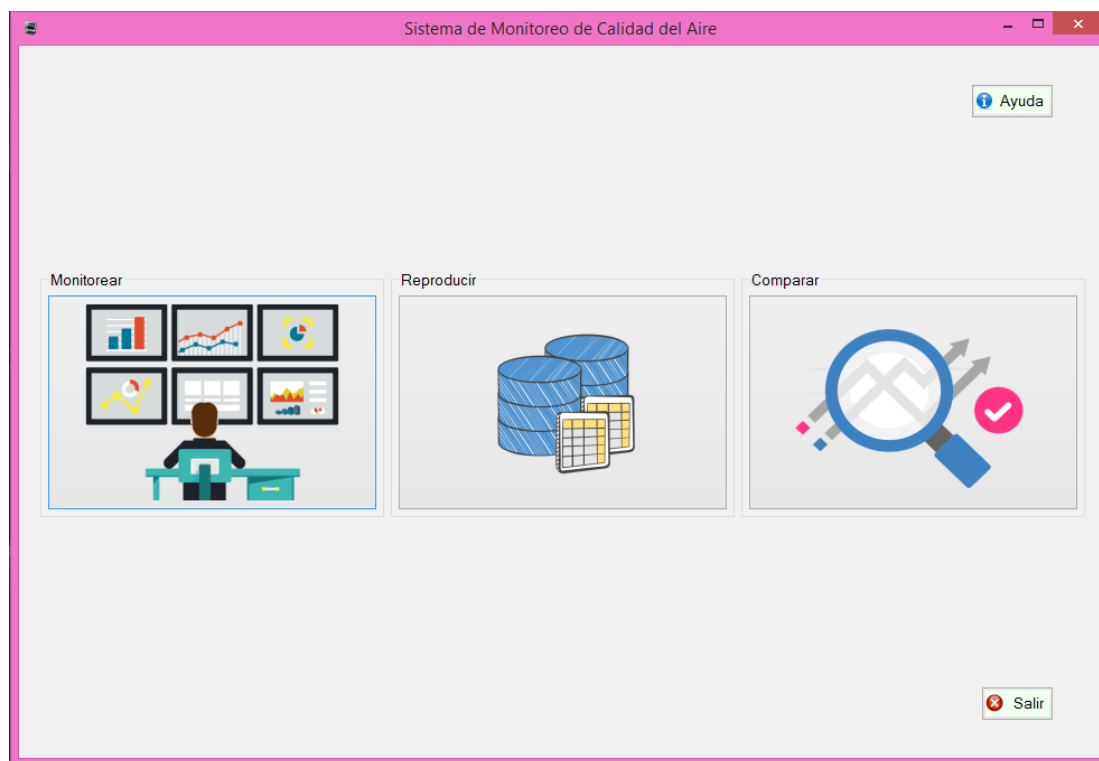 Sistema de Monitoreo de Calidad del Aire
Ayuda
Monitorear
Reproducir
Comparar
Salir